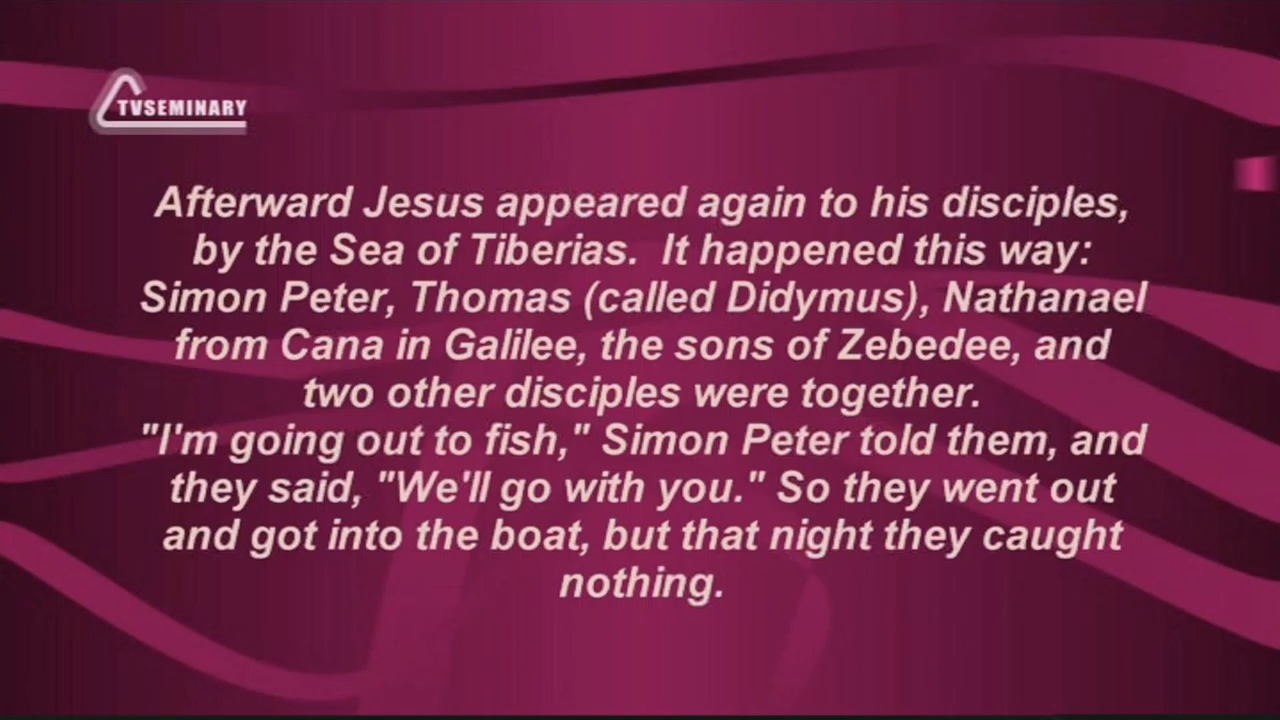 TVSEMINARY
Afterward Jesus appeared again to his disciples,
by the Sea of Tiberias.  It happened this way:
Simon Peter, Thomas (called Didymus), Nathanael
from Cana in Galilee, the sons of Zebedee, and
two other disciples were together.
"I'm going out to fish," Simon Peter told them, and
they said, "We'll go with you." So they went out
and got into the boat, but that night they caught
nothing.